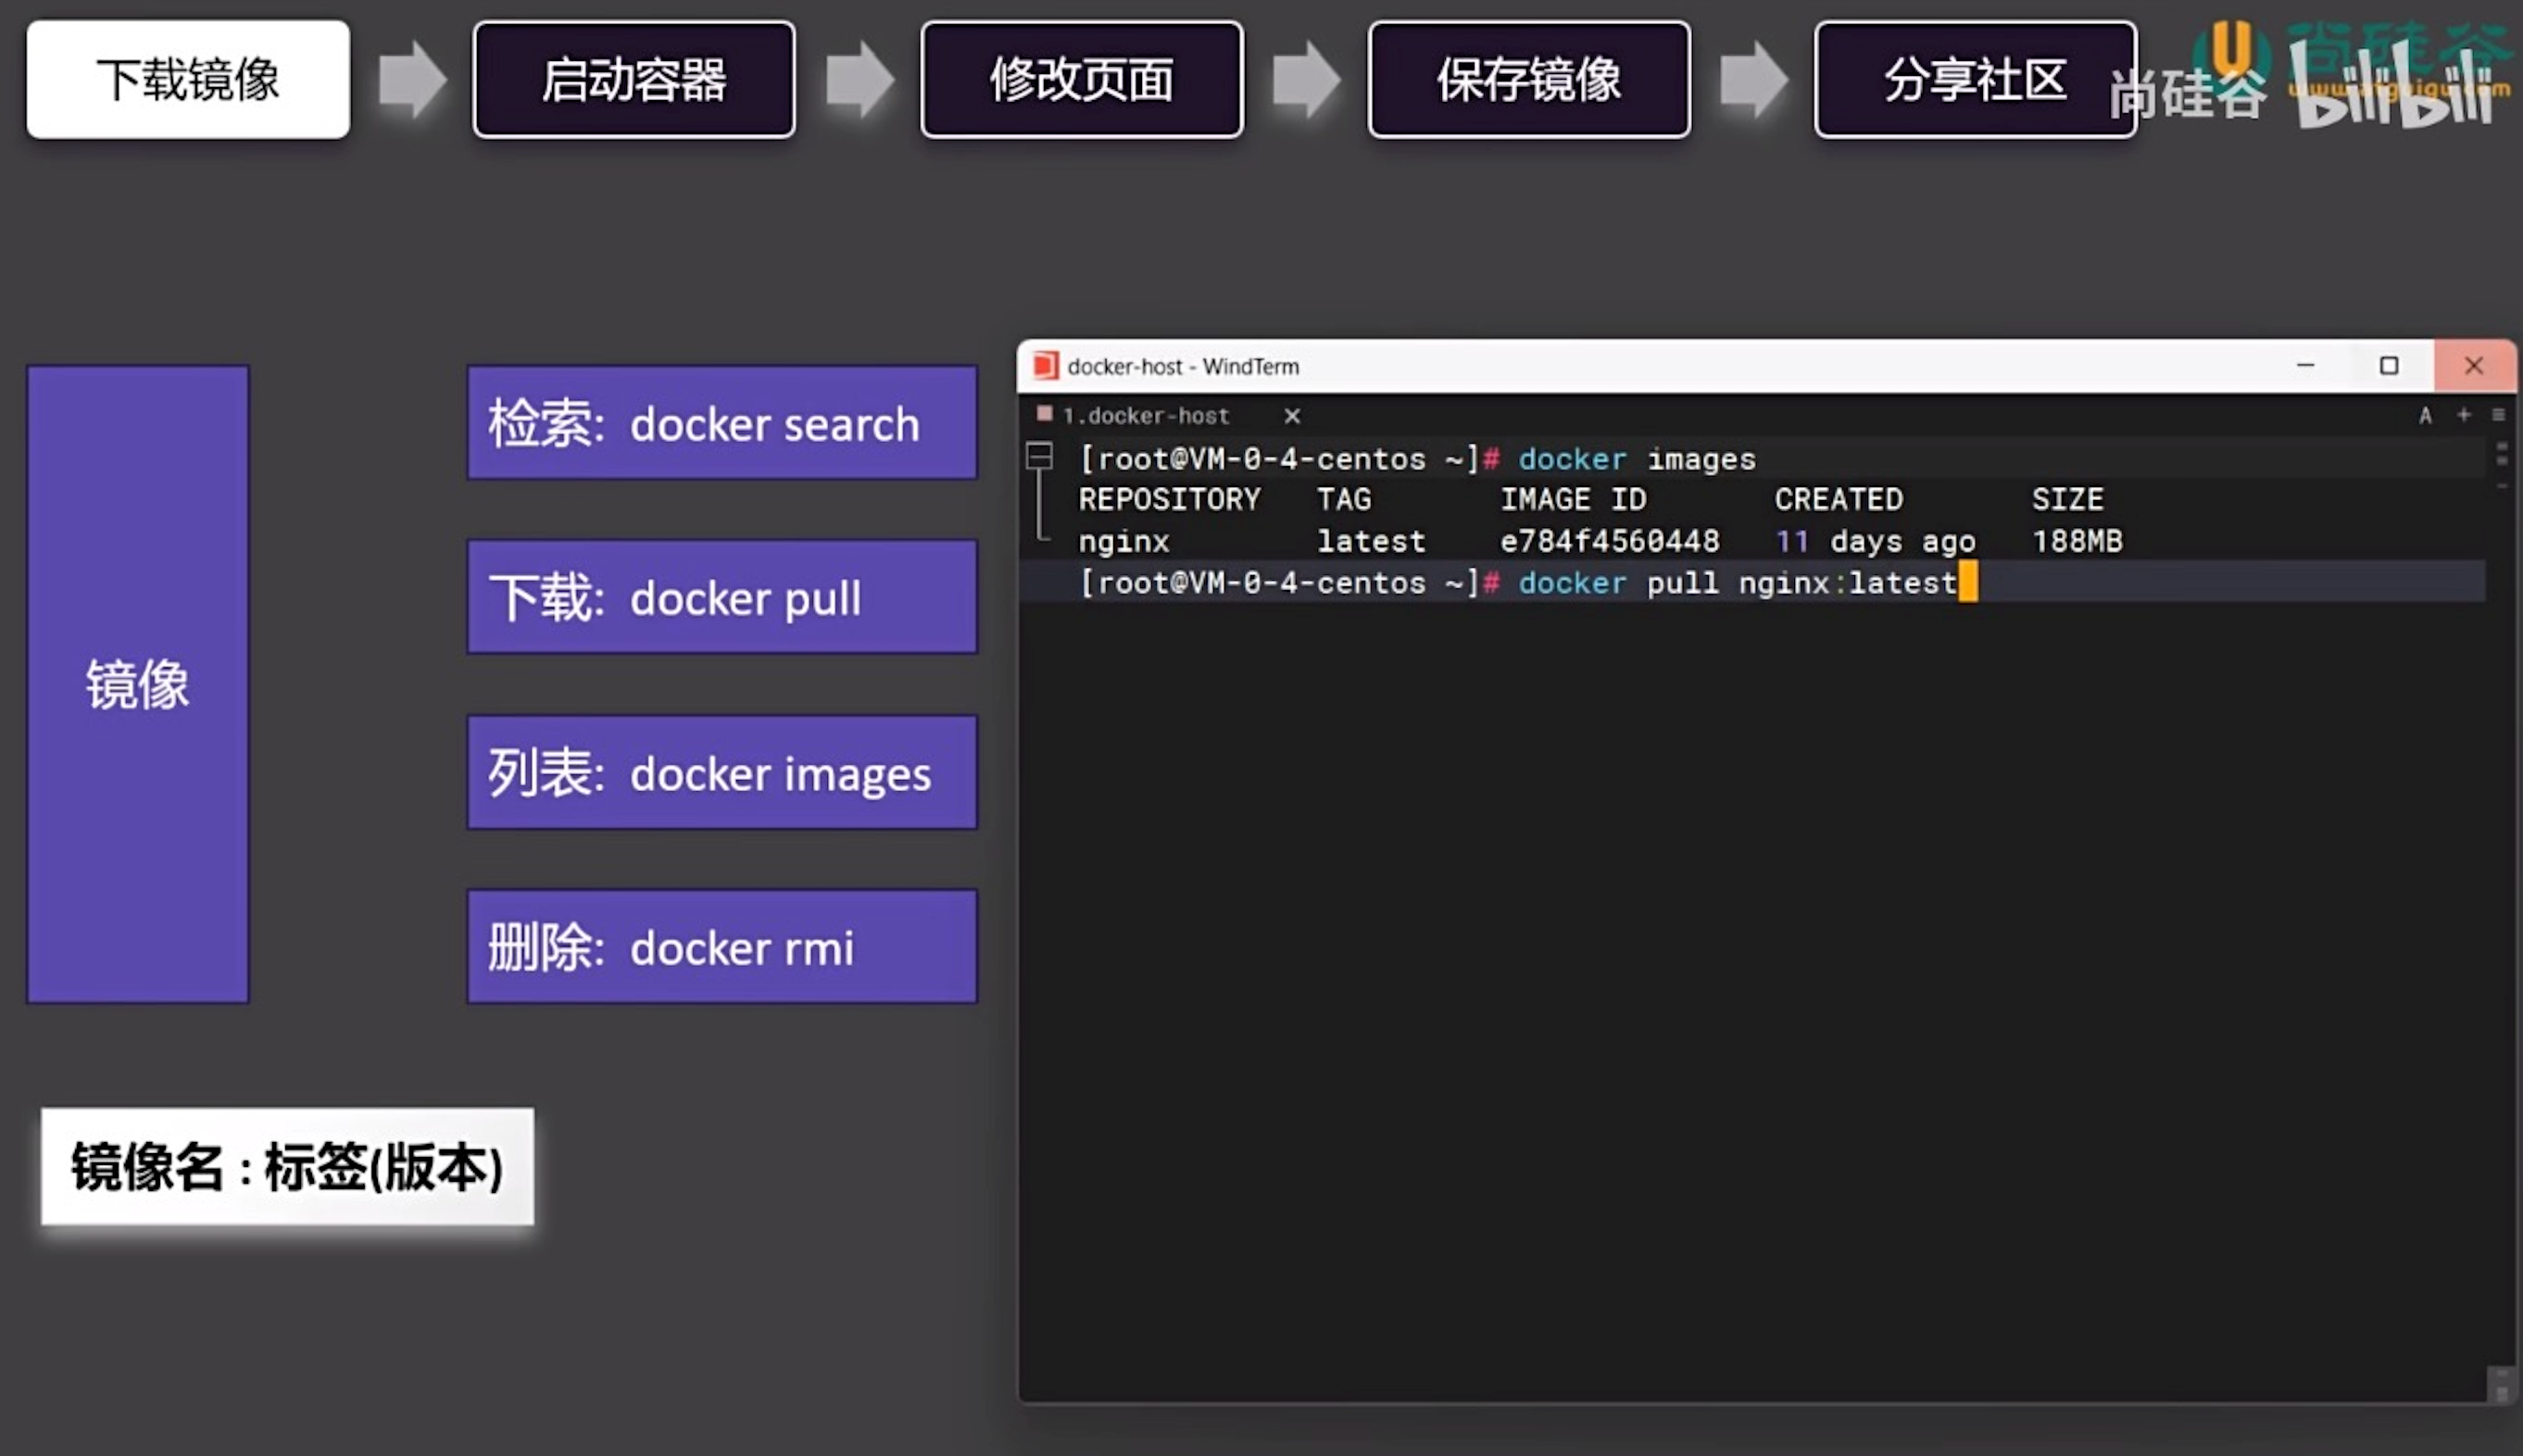 下载镜像
启动容器
修改页面
保存镜像
分享社区
尚硅谷
bilibili
镜像
检索: docker search
下载: docker pull
列表: docker images
删除: docker rmi
镜像名 : 标签(版本)
docker-host - WindTerm
1.docker-host
A
[root@VM-0-4-centos ~]# docker images
REPOSITORY TAG IMAGE ID CREATED SIZE
nginx latest e784f4560448 11 days ago 188MB
[root@VM-0-4-centos ~]# docker pull nginx:latest